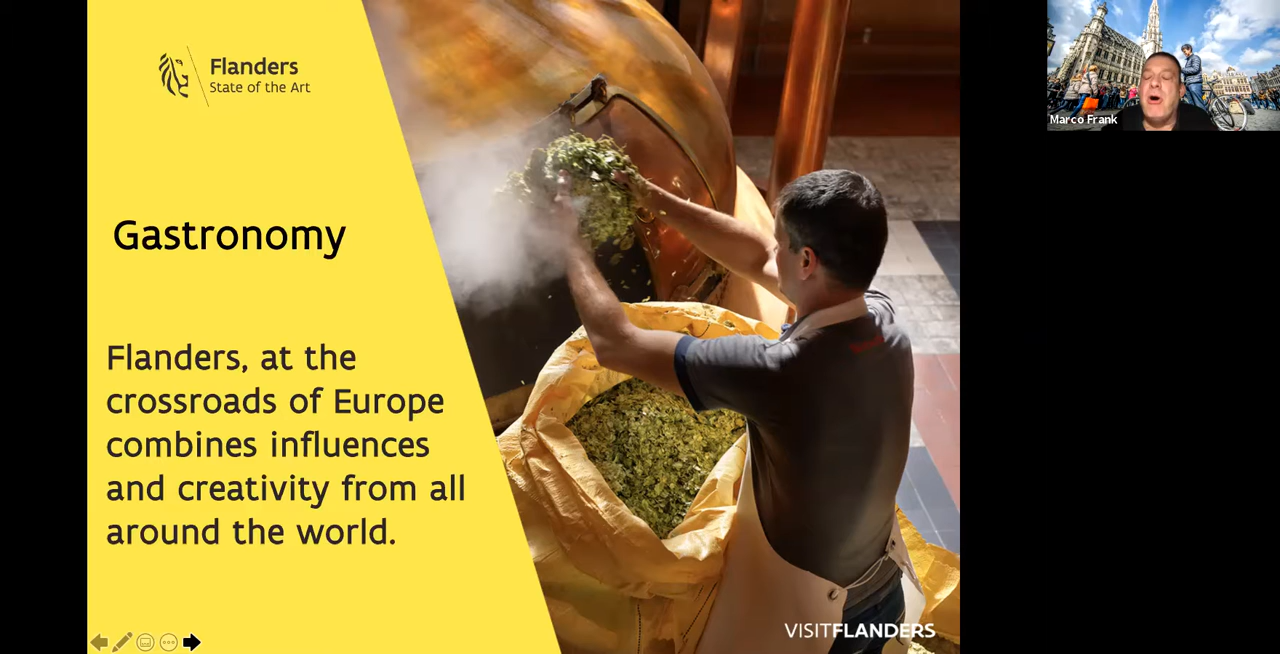 Flanders
State of the Art
Gastronomy
Flanders, at the
crossroads of Europe
combines influences
and creativity from all
around the world.
VISITFLANDERS
Marco Frank